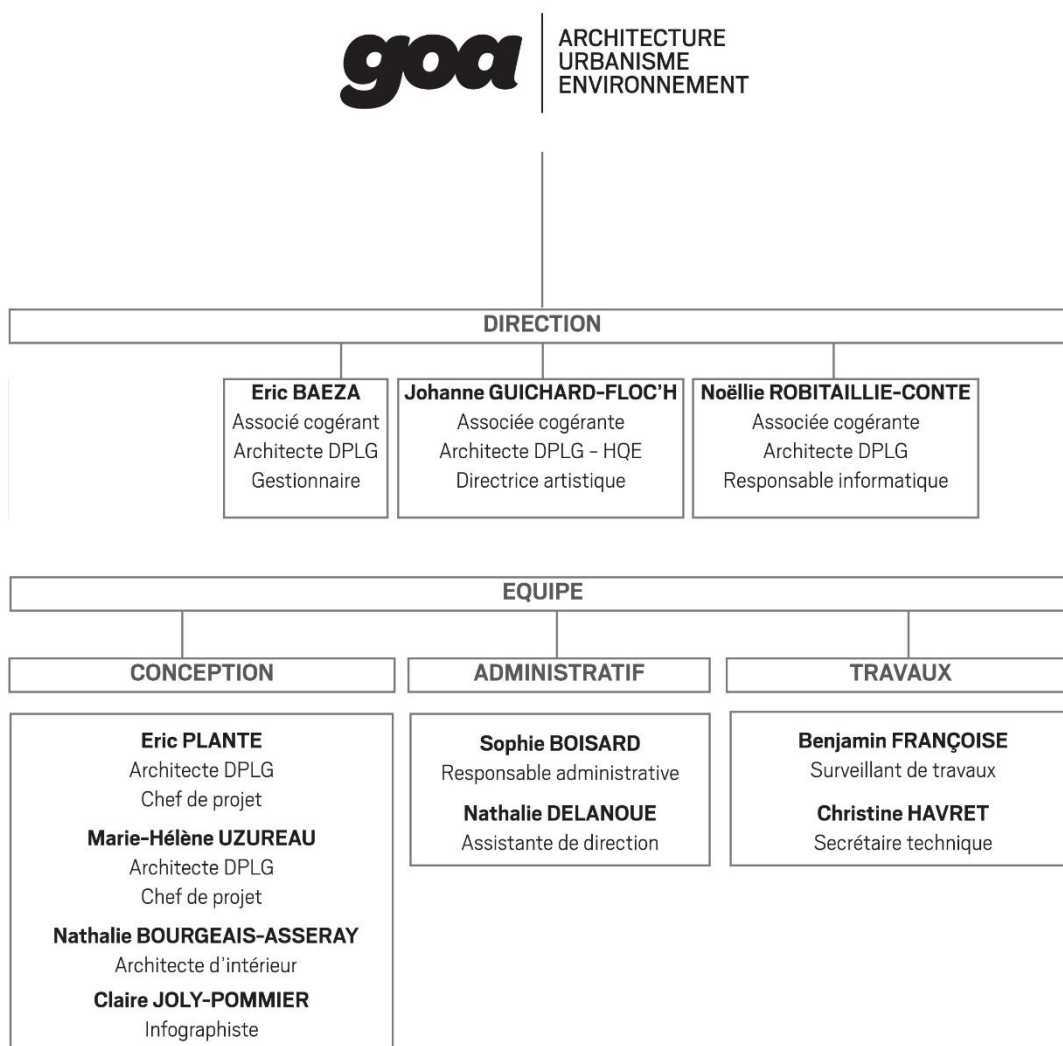 goa
ARCHITECTURE
URBANISME
ENVIRONNEMENT
DIRECTION
Eric BAEZA
Associé cogérant
Architecte DPLG
Gestionnaire
Johanne GUICHARD-FLOC'H
Associée cogérante
Architecte DPLG - HQE
Directrice artistique
Noëllie ROBITAILLIE-CONTE
Associée cogérante
Architecte DPLG
Responsable informatique
EQUIPE
CONCEPTION
Eric PLANTE
Architecte DPLG
Chef de projet
Marie-Hélène UZUREAU
Architecte DPLG
Chef de projet
Nathalie BOURGEAIS-ASSERAY
Architecte d'intérieur
Claire JOLY-POMMIER
Infographiste
ADMINISTRATIF
Sophie BOISARD
Responsable administrative
Nathalie DELANOUE
Assistante de direction
TRAVAUX
Benjamin FRANÇOISE
Surveillant de travaux
Christine HAVRET
Secrétaire technique